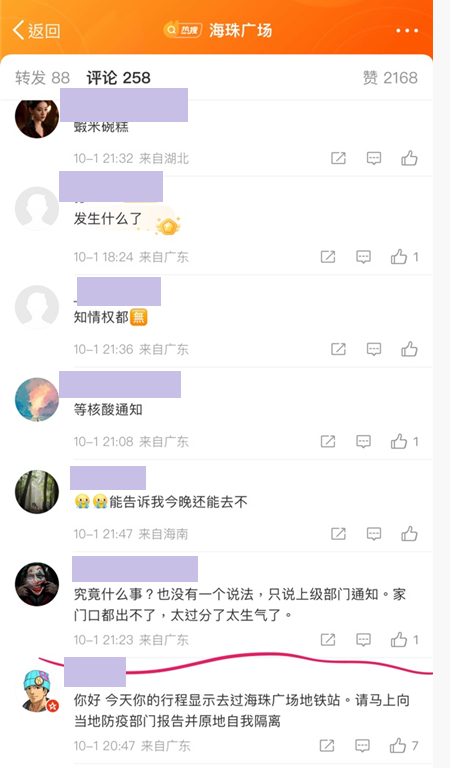 返回
热搜 海珠广场
转发 88 评论 258 赞 2168
蝦米碗糕
10-1 21:32 来自湖北
发生什么了
10-1 18:24 来自广东 1
知情权都🈚
10-1 21:36 来自广东
等核酸通知
10-1 21:08 来自广东 1
😭😭能告诉我今晚还能去不
10-1 21:47 来自海南
究竟什么事？也没有一个说法，只说上级部门通知。家
门口都出不了，太过分了太生气了。
10-1 21:23 来自广东 1
你好 今天你的行程显示去过海珠广场地铁站。请马上向
当地防疫部门报告并原地自我隔离
10-1 20:47 来自广东 7